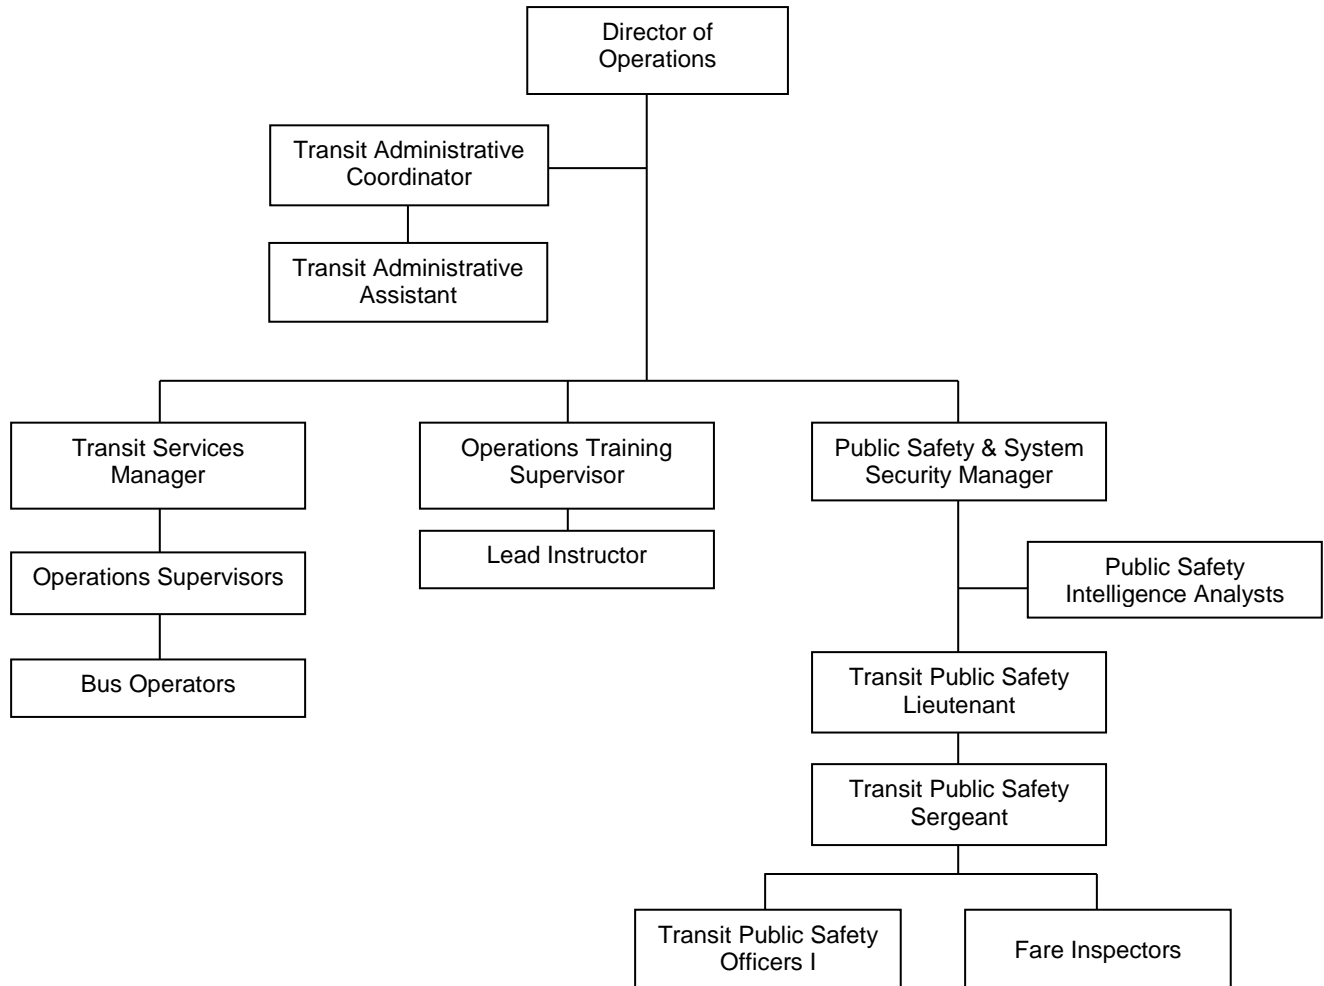 Director of
Operations
Transit Administrative
Coordinator
Transit Administrative
Assistant
Transit Services
Manager
Operations Training
Supervisor
Public Safety & System
Security Manager
Operations Supervisors
Lead Instructor
Public Safety
Intelligence Analysts
Bus Operators
Transit Public Safety
Lieutenant
Transit Public Safety
Sergeant
Transit Public Safety
Officers I
Fare Inspectors